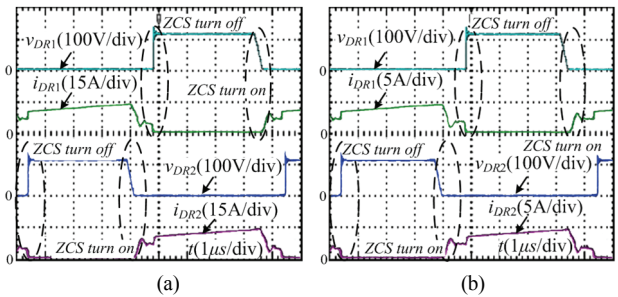 ZCS turn off
vDR1(100V/div)
0
iDR1(15A/div)
ZCS turn on
0
ZCS turn off
vDR2(100V/div)
0
iDR2(15A/div)
ZCS turn on
t(1μs/div)
0
(a)
ZCS turn off
vDR1(100V/div)
0
iDR1(5A/div)
0
ZCS turn on
ZCS turn off
vDR2(100V/div)
0
iDR2(5A/div)
ZCS turn on
t(1μs/div)
0
(b)